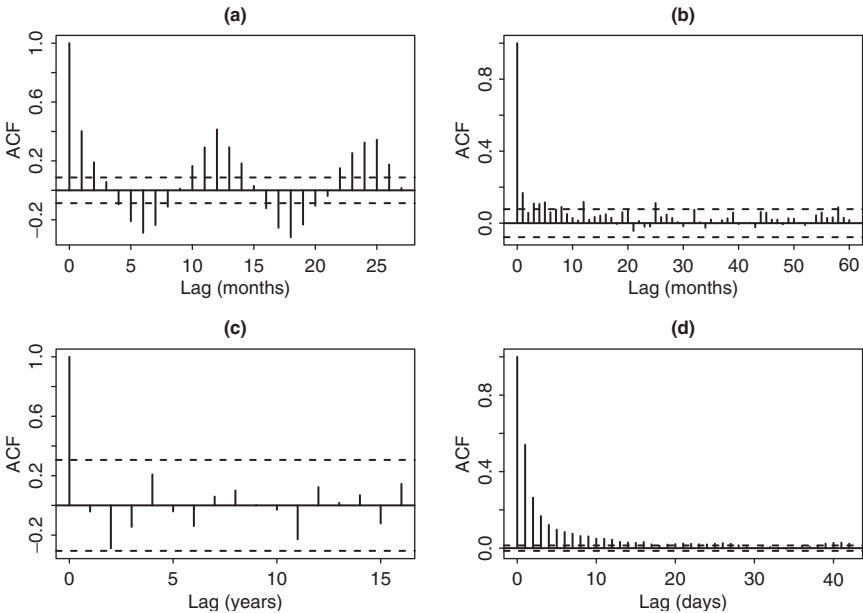 (a)
ACF
1.0
0.6
0.2
−0.2
0 5 10 15 20 25
Lag (months)
(b)
ACF
0.8
0.4
0.0
0 10 20 30 40 50 60
Lag (months)
(c)
ACF
1.0
0.6
0.2
−0.2
0 5 10 15
Lag (years)
(d)
ACF
0.8
0.4
0.0
0 10 20 30 40
Lag (days)